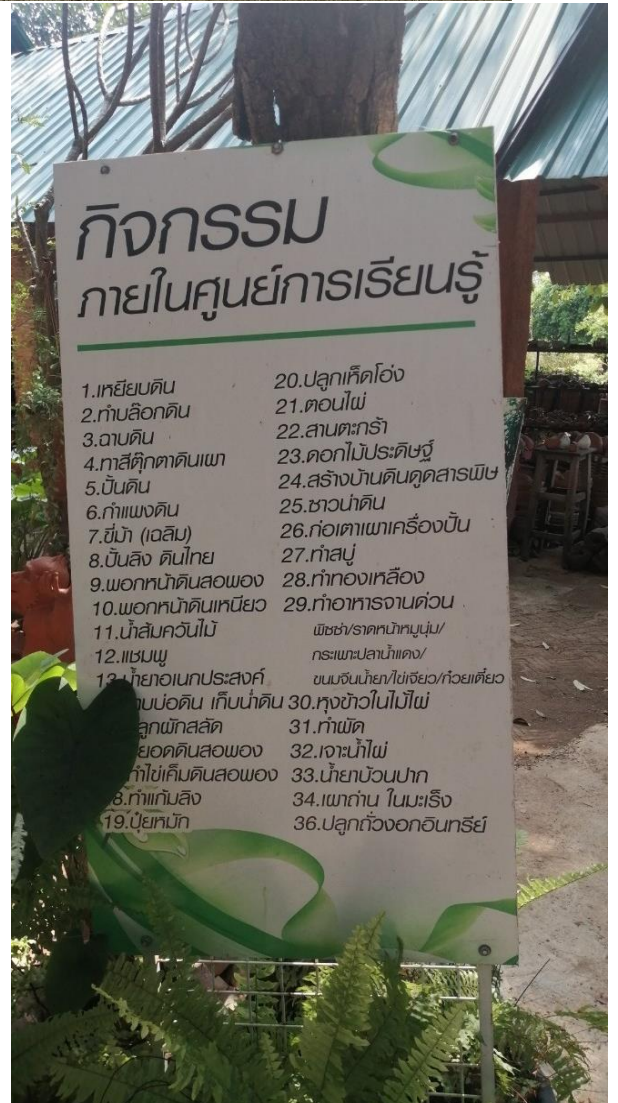 กิจกรรม
ภายในศูนย์การเรียนรู้
1.เหยียบดิน
2.ทำบล๊อกดิน
3.ฉาบดิน
4.ทาสีตุ๊กตาดินเผา
5.ปั้นดิน
6.กำแพงดิน
7.ขี่ม้า (เฉลิม)
8.ปั้นลิง ดินไทย
9.พอกหน้าดินสอพอง
10.พอกหน้าดินเหนียว
11.น้ำส้มควันไม้
12.แชมพู
13.น้ำยาอเนกประสงค์
บ่อดิน เก็บน้ำดิน
ลูกผักสลัด
ยอดดินสอพอง
ทำไข่เค็มดินสอพอง
8.ทำแก้มลิง
19.ปุ๋ยหมัก
20.ปลูกเห็ดโอ่ง
21.ตอนไผ่
22.สานตะกร้า
23.ดอกไม้ประดิษฐ์
24.สร้างบ้านดินดูดสารพิษ
25.ซาวน่าดิน
26.ก่อเตาเผาเครื่องปั้น
27.ทำสบู่
28.ทำทองเหลือง
29.ทำอาหารจานด่วน
พิซซ่า/ราดหน้าหมูนุ่ม/
กระเพาะปลาน้ำแดง/
ขนมจีนน้ำยา/ไข่เจียว/ก๋วยเตี๋ยว
30.หุงข้าวในไม้ไผ่
31.ทำผัด
32.เจาะน้ำไผ่
33.น้ำยาบ้วนปาก
34.เผาถ่าน ในมะเร็ง
36.ปลูกถั่วงอกอินทรีย์